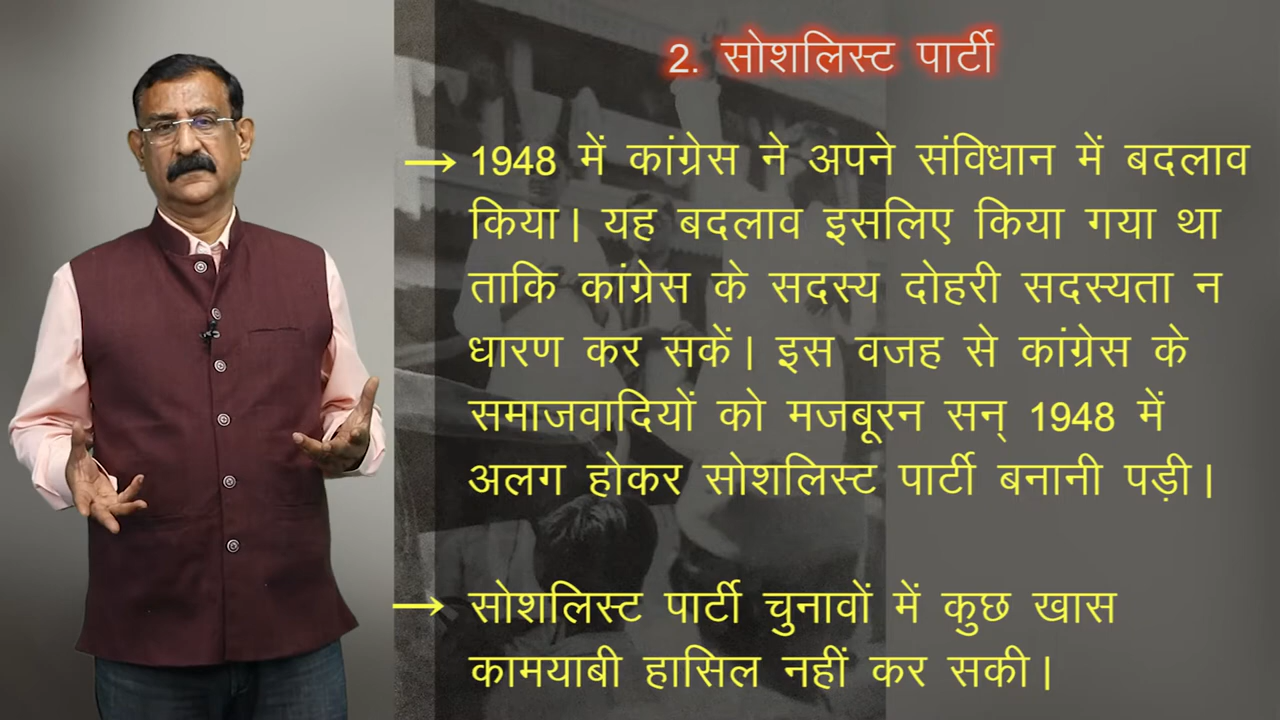 2. सोशलिस्ट पार्टी
→ 1948 में कांग्रेस ने अपने संविधान में बदलाव
किया। यह बदलाव इसलिए किया गया था
ताकि कांग्रेस के सदस्य दोहरी सदस्यता न
धारण कर सकें। इस वजह से कांग्रेस के
समाजवादियों को मजबूरन सन् 1948 में
अलग होकर सोशलिस्ट पार्टी बनानी पड़ी।
→ सोशलिस्ट पार्टी चुनावों में कुछ खास
कामयाबी हासिल नहीं कर सकी।